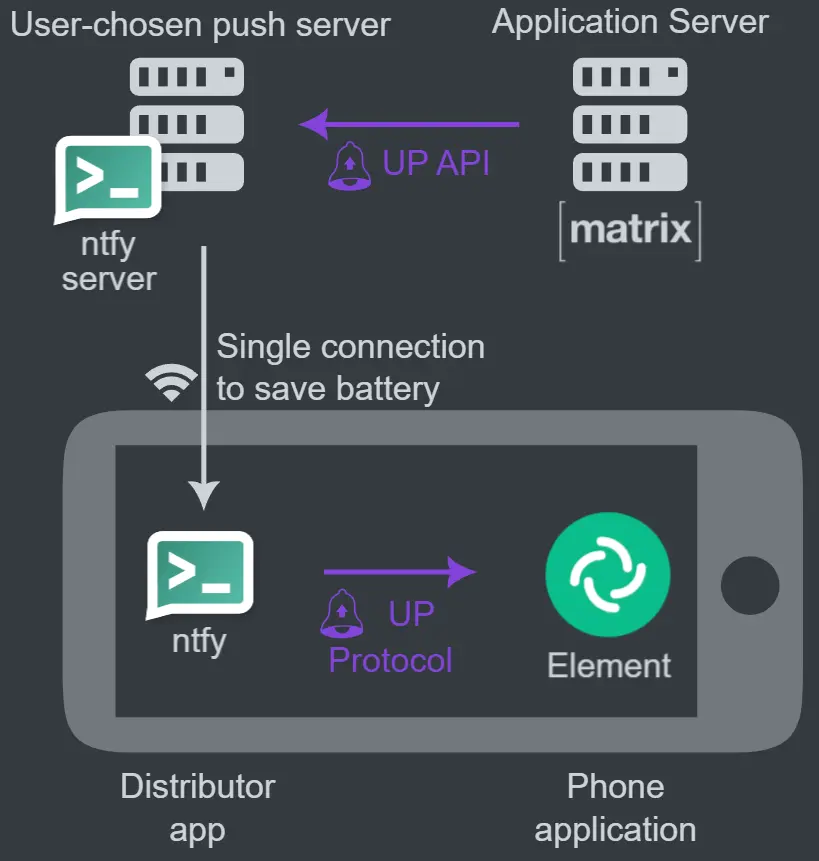 User-chosen push server
Application Server
UP API
[matrix]
ntfy
server
Single connection
to save battery
ntfy
UP
Protocol
Element
Distributor
app
Phone
application